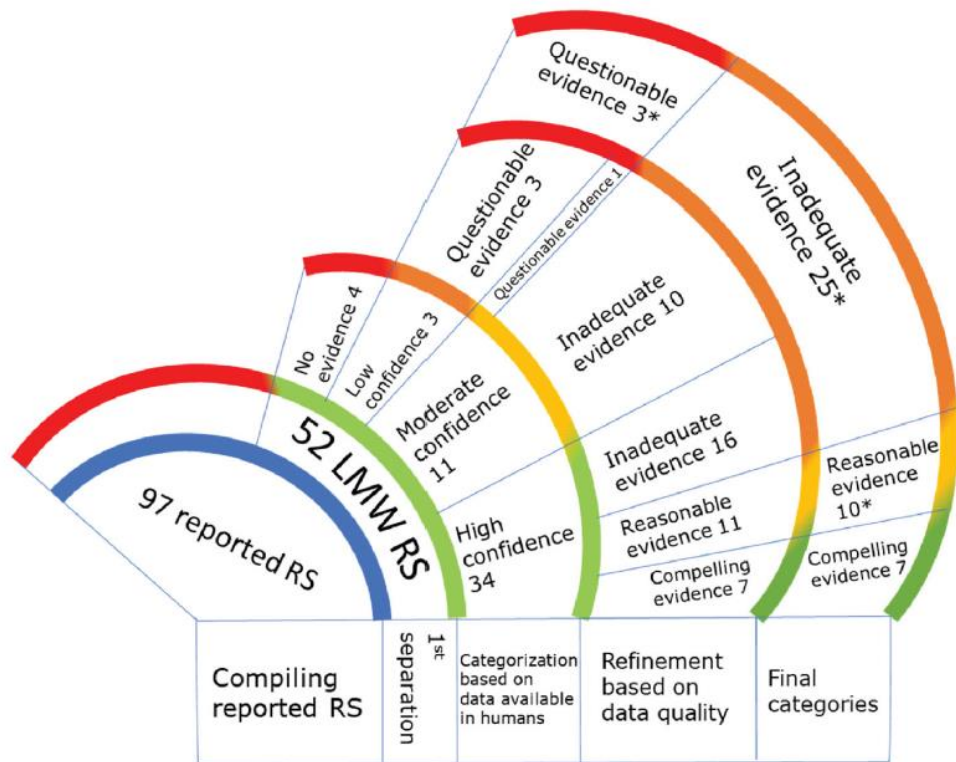 97 reported RS
52 LMW RS
No
evidence 4
Low
confidence 3
Moderate
confidence
11
High
confidence
34
Questionable
evidence 3
Questionable evidence 1
Inadequate
evidence 10
Inadequate
evidence 16
Reasonable
evidence 11
Compelling
evidence 7
Questionable
evidence 3*
Inadequate
evidence 25*
Reasonable
evidence
10*
Compelling
evidence 7
Compiling
reported RS
1st
separation
Categorization
based on
data available
in humans
Refinement
based on
data quality
Final
categories